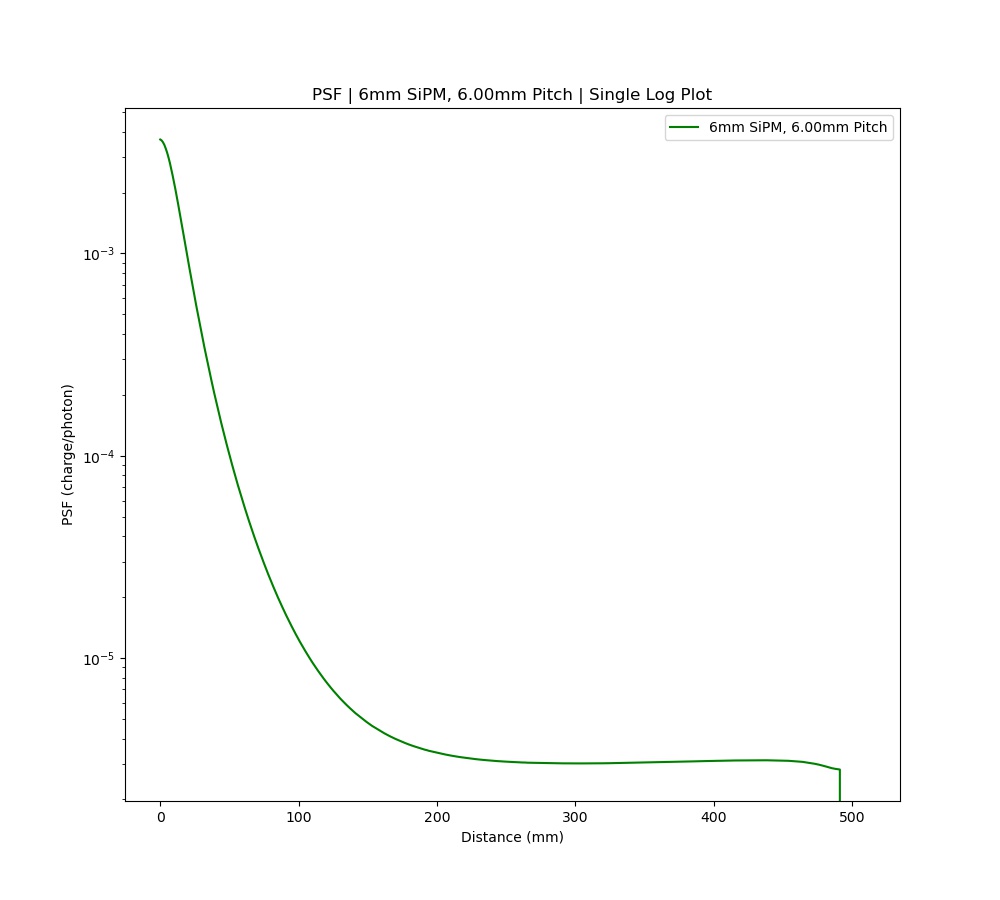 PSF | 6mm SiPM, 6.00mm Pitch | Single Log Plot
6mm SiPM, 6.00mm Pitch
PSF (charge/photon)
10⁻³
10⁻⁴
10⁻⁵
0 100 200 300 400 500
Distance (mm)